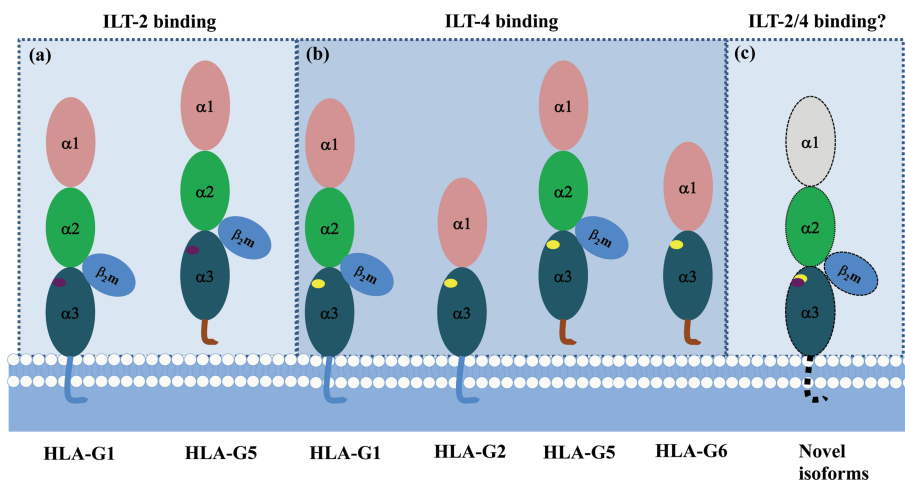 ILT-2 binding
ILT-4 binding
ILT-2/4 binding?
(a)
(b)
(c)
α1
α2
β₂m
α3
α1
α2
β₂m
α3
α1
α2
β₂m
α3
α1
α3
α1
α2
β₂m
α3
α1
α3
α1
α2
β₂m
α3
HLA-G1
HLA-G5
HLA-G1
HLA-G2
HLA-G5
HLA-G6
Novel
isoforms